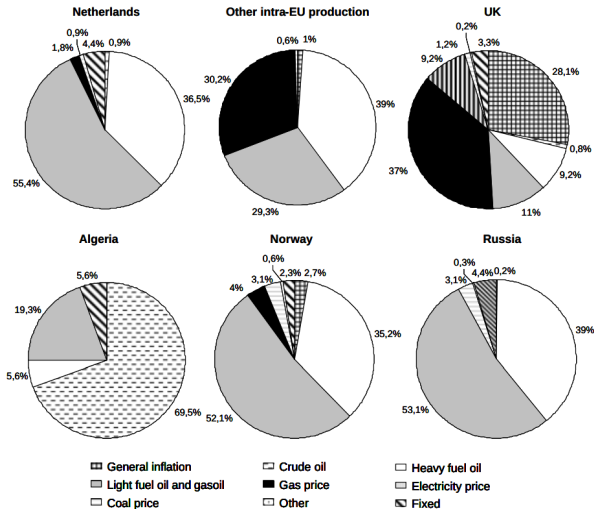 Netherlands
0,9%
1,8%
4,4%
0,9%
36,5%
55,4%
Other intra-EU production
0,6%
1%
30,2%
39%
29,3%
UK
0,2%
1,2%
3,3%
9,2%
28,1%
0,8%
9,2%
37%
11%
Algeria
5,6%
19,3%
5,6%
69,5%
Norway
0,6%
3,1%
2,3%
2,7%
4%
35,2%
52,1%
Russia
0,3%
4,4%
0,2%
3,1%
39%
53,1%
General inflation
Crude oil
Heavy fuel oil
Light fuel oil and gasoil
Gas price
Electricity price
Coal price
Other
Fixed